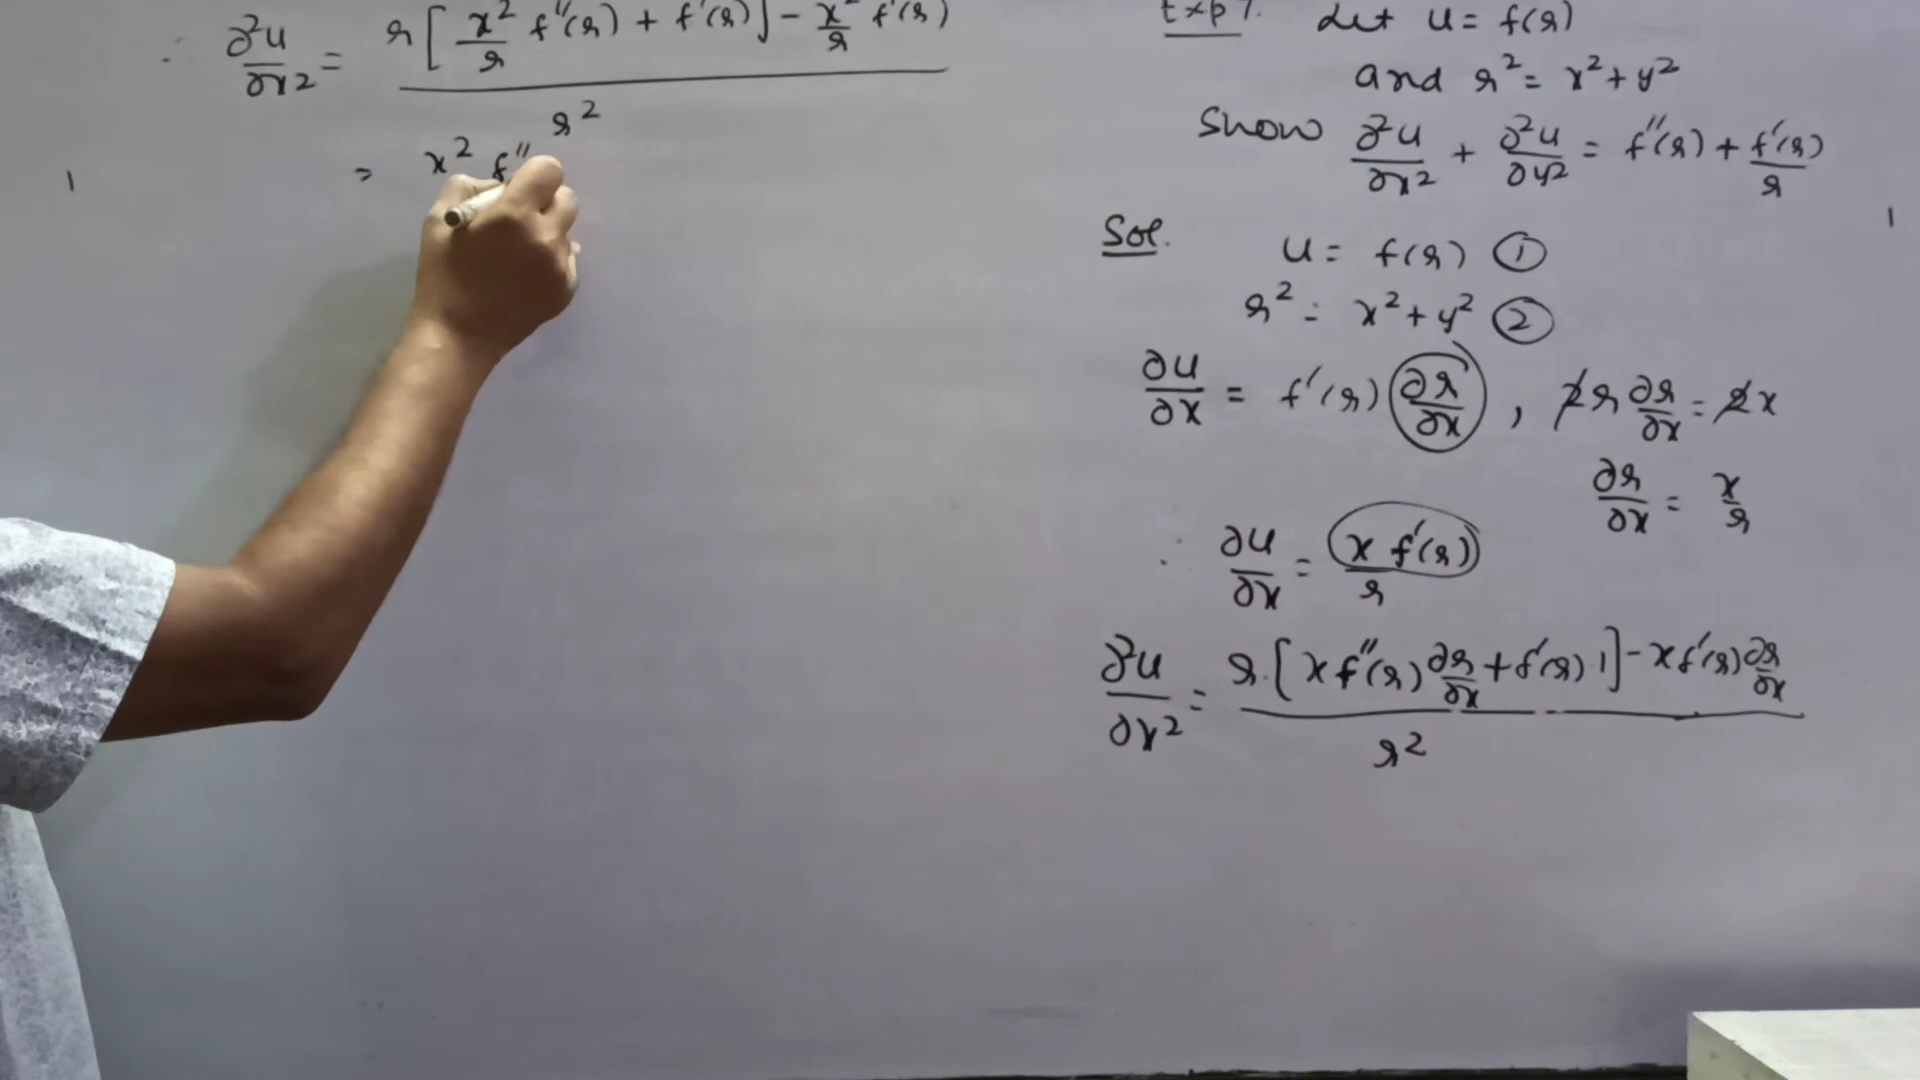 ∴ ∂²u/∂x² = r[x²/r f''(r) + f'(r)] - x²/r f'(r) / r²
= x² f''
Exp 7. Let u = f(r)
and r² = x² + y²
Show ∂²u/∂x² + ∂²u/∂y² = f''(r) + f'(r)/r
Sol. u = f(r) ①
r² = x² + y² ②
∂u/∂x = f'(r) ∂r/∂x , 2r ∂r/∂x = 2x
∂r/∂x = x/r
∴ ∂u/∂x = x f'(r)/r
∂²u/∂x² = r.[x f''(r) ∂r/∂x + f'(r).1] - x f'(r) ∂r/∂x / r²